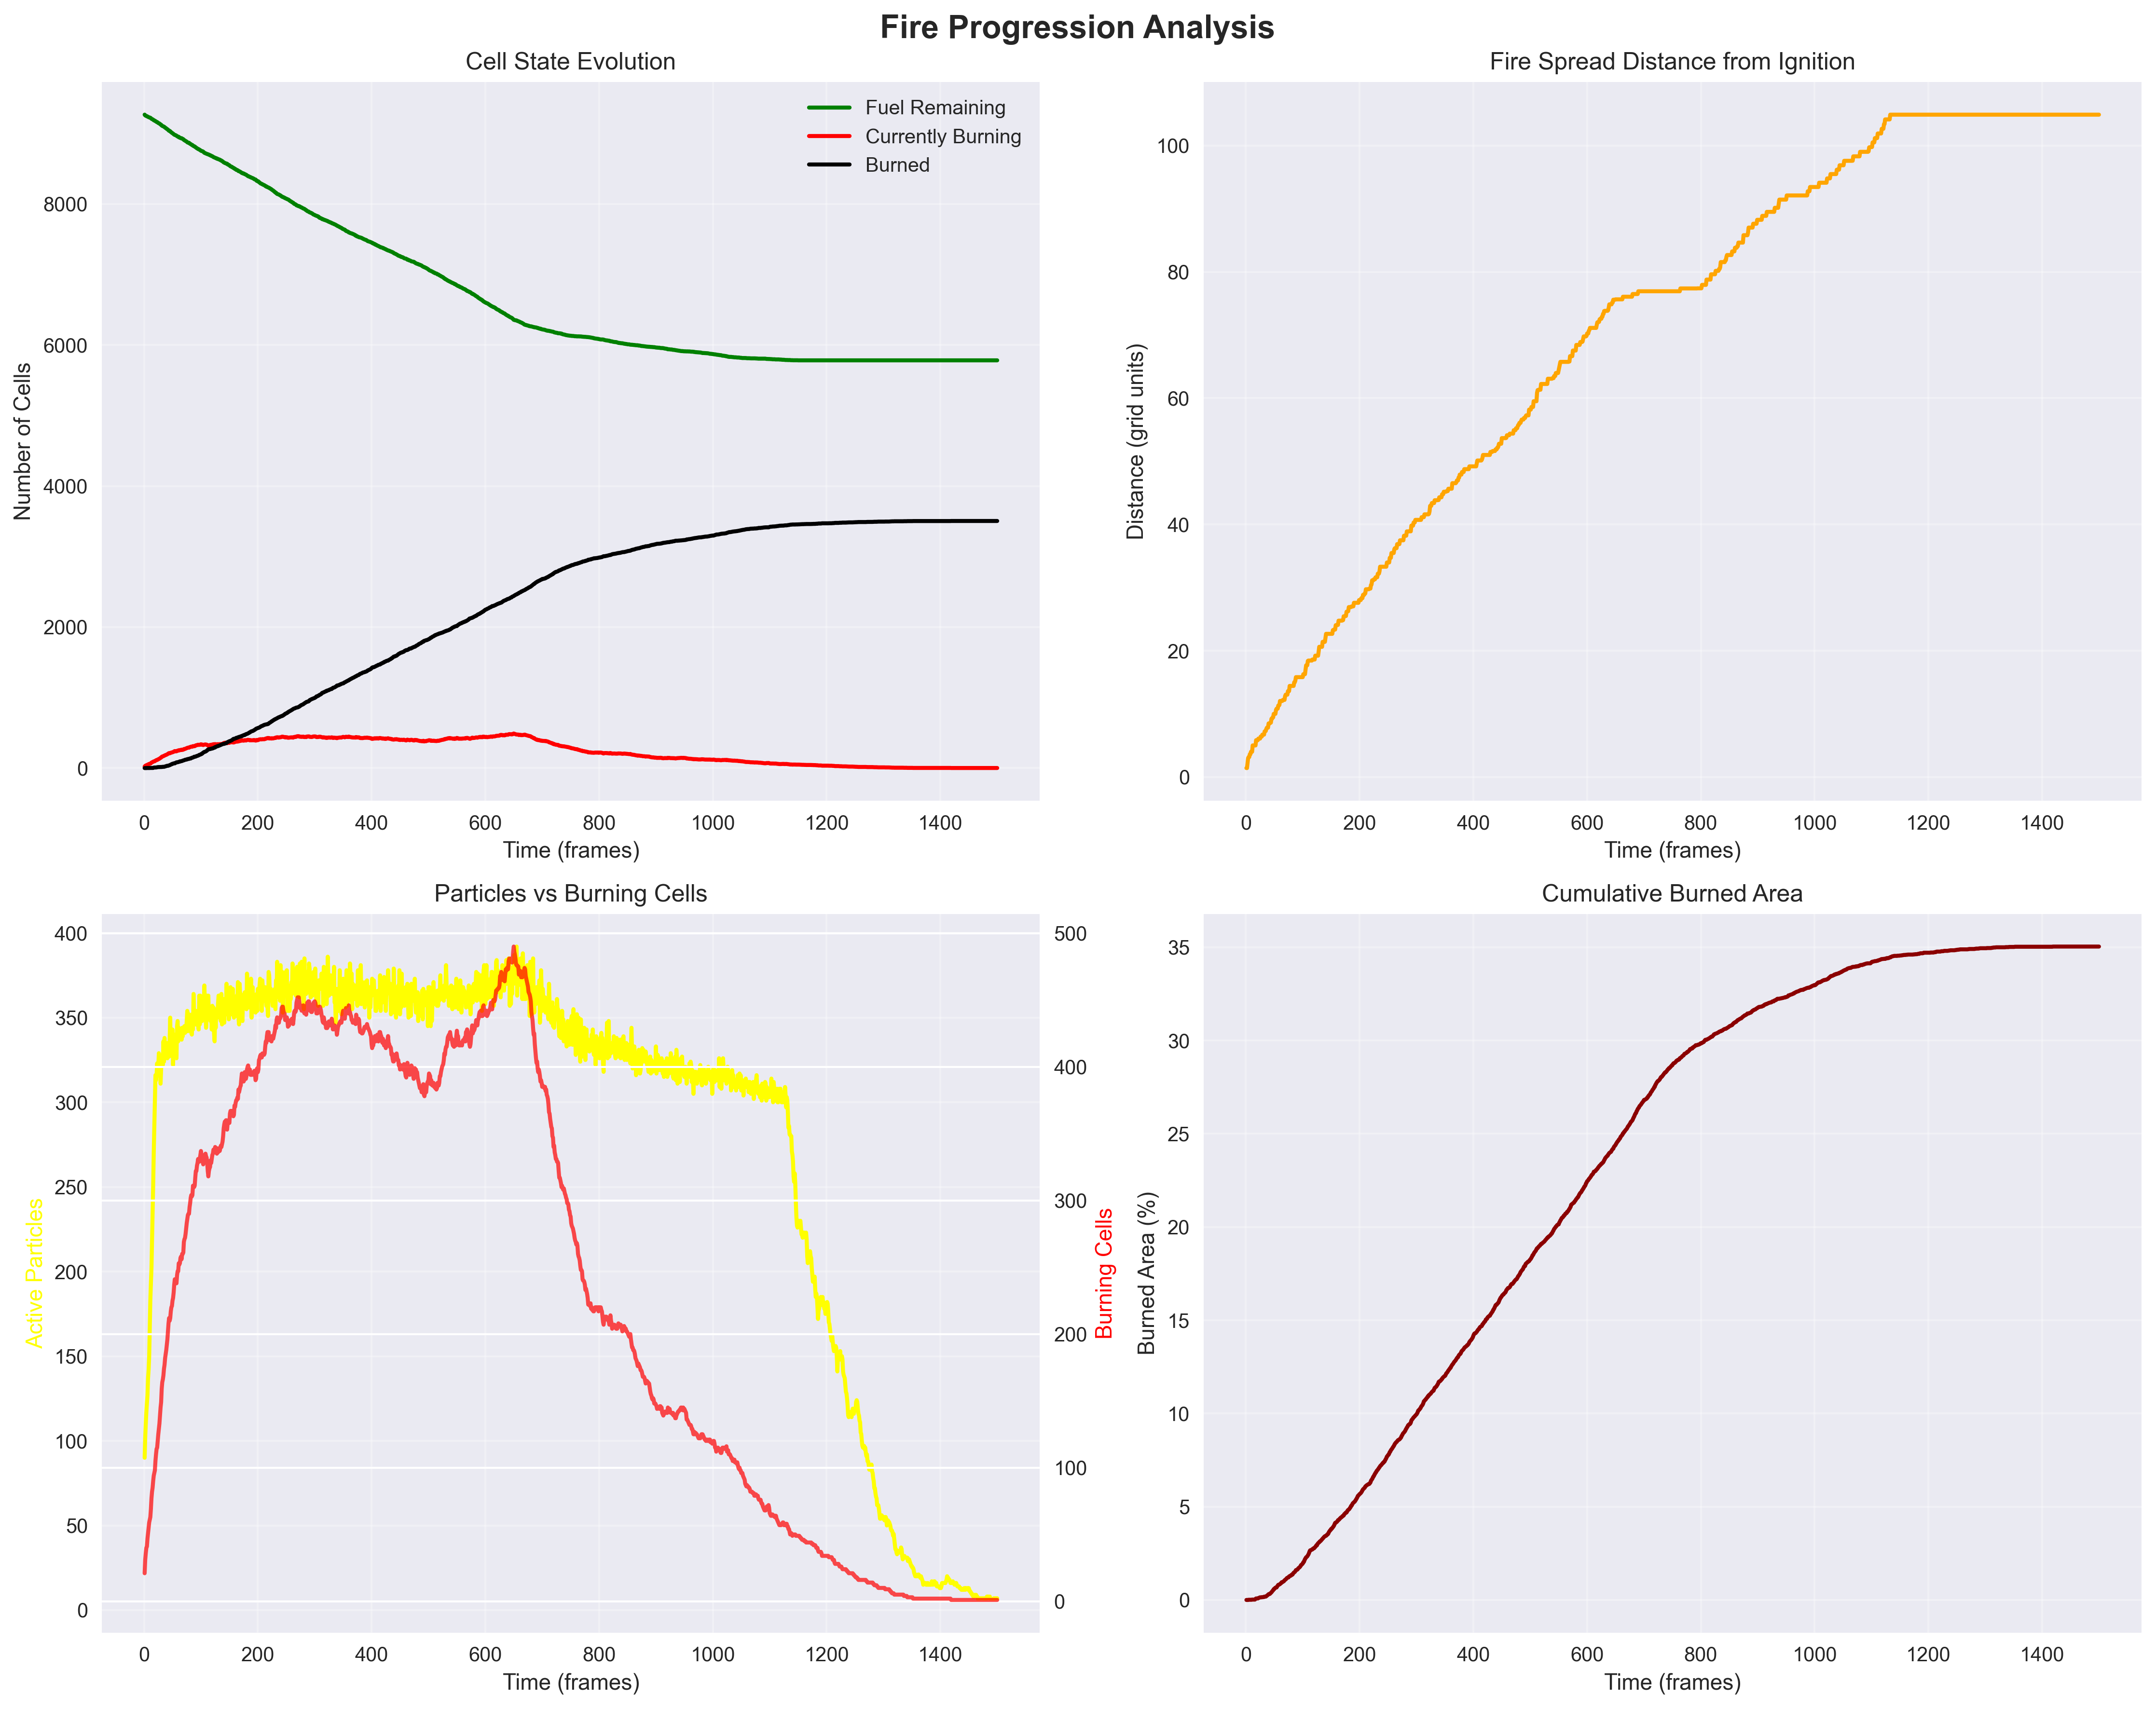 Fire Progression Analysis
Cell State Evolution
Fuel Remaining
Currently Burning
Burned
Number of Cells
8000
6000
4000
2000
0
0 200 400 600 800 1000 1200 1400
Time (frames)
Fire Spread Distance from Ignition
Distance (grid units)
100
80
60
40
20
0
0 200 400 600 800 1000 1200 1400
Time (frames)
Particles vs Burning Cells
Active Particles
400
350
300
250
200
150
100
50
0
500
400
300
200
100
0
Burning Cells
0 200 400 600 800 1000 1200 1400
Time (frames)
Cumulative Burned Area
Burned Area (%)
35
30
25
20
15
10
5
0
0 200 400 600 800 1000 1200 1400
Time (frames)